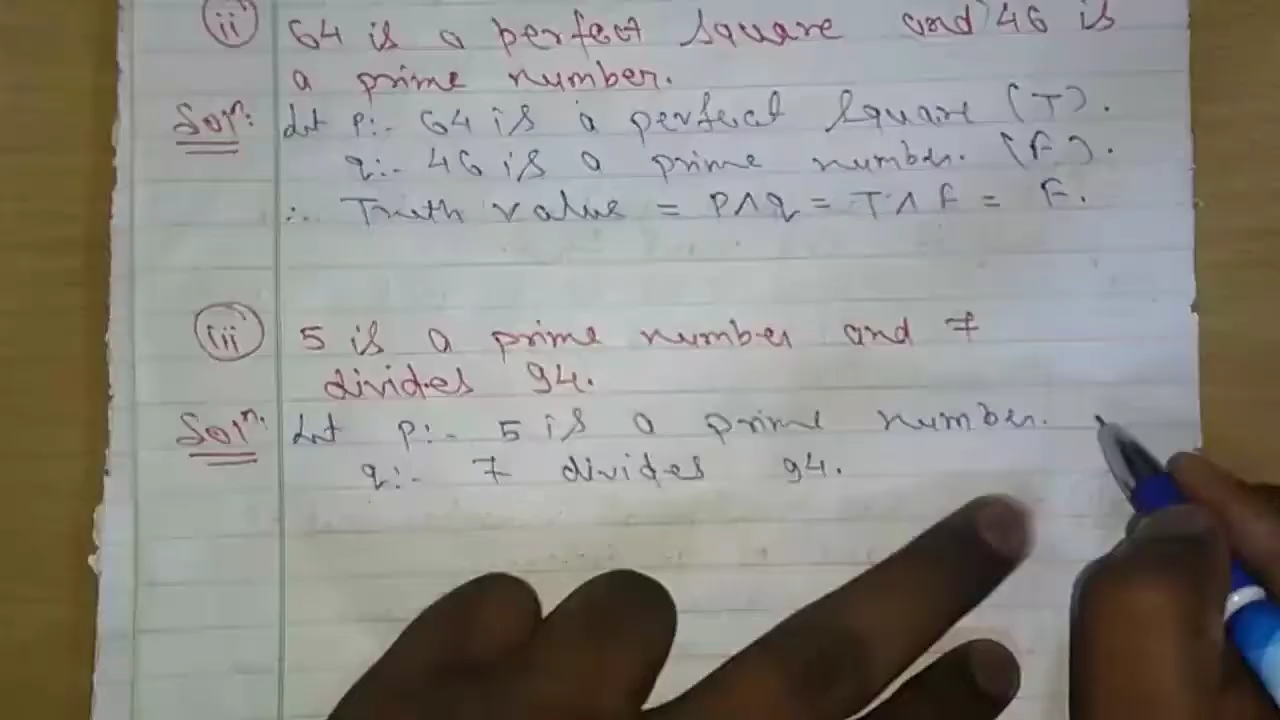 (ii) 64 is a perfect square and 46 is
a prime number.
Solⁿ: Let p:- 64 is a perfect square (T).
q:- 46 is a prime number. (F).
∴ Truth value = p∧q = T∧F = F.
(iii) 5 is a prime number and 7
divides 94.
Solⁿ. Let p:- 5 is a prime number.
q:- 7 divides 94.